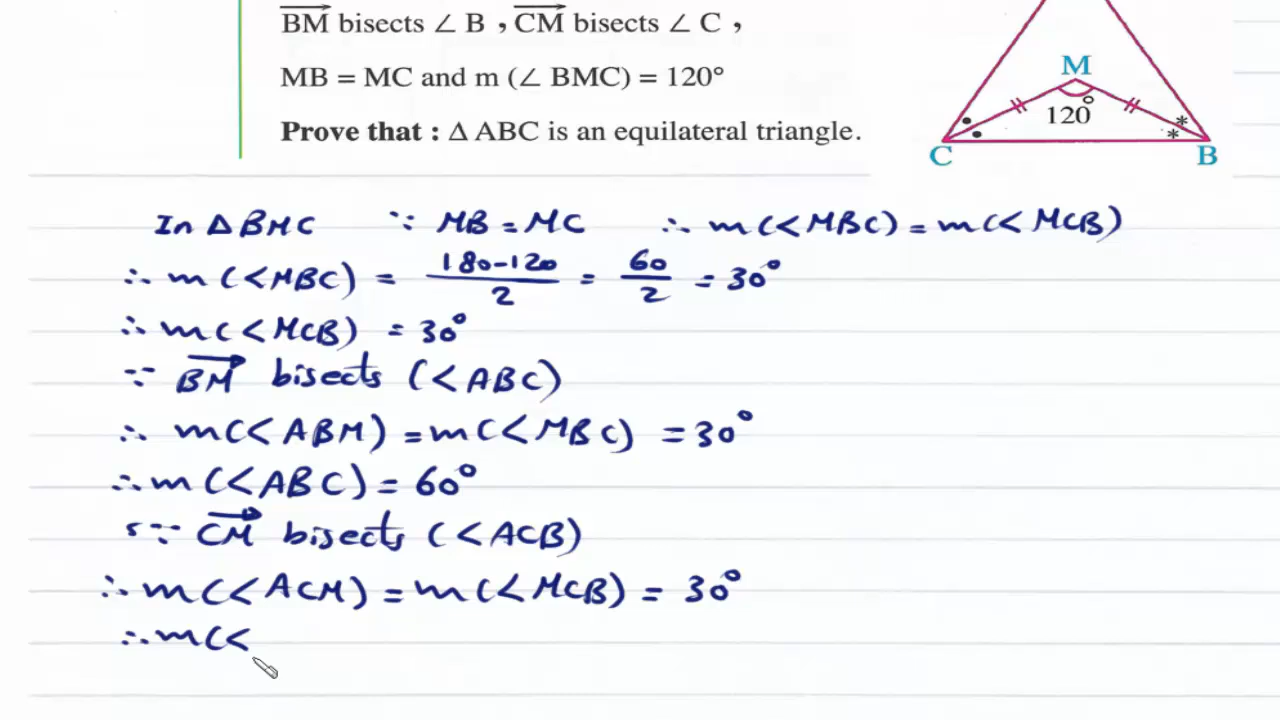 BM bisects ∠ B , CM bisects ∠ C ,
MB = MC and m (∠ BMC) = 120°
Prove that : Δ ABC is an equilateral triangle.
M
120°
C
B
In Δ BMC ∵ MB = MC ∴ m(< MBC) = m(< MCB)
∴ m (< MBC) = 180-120/2 = 60/2 = 30°
∴ m(< MCB) = 30°
∵ BM bisects (< ABC)
∴ m(< ABM) = m(< MBC) = 30°
∴ m (< ABC) = 60°
, ∵ CM bisects (< ACB)
∴ m(< ACM) = m(< MCB) = 30°
∴ m(<